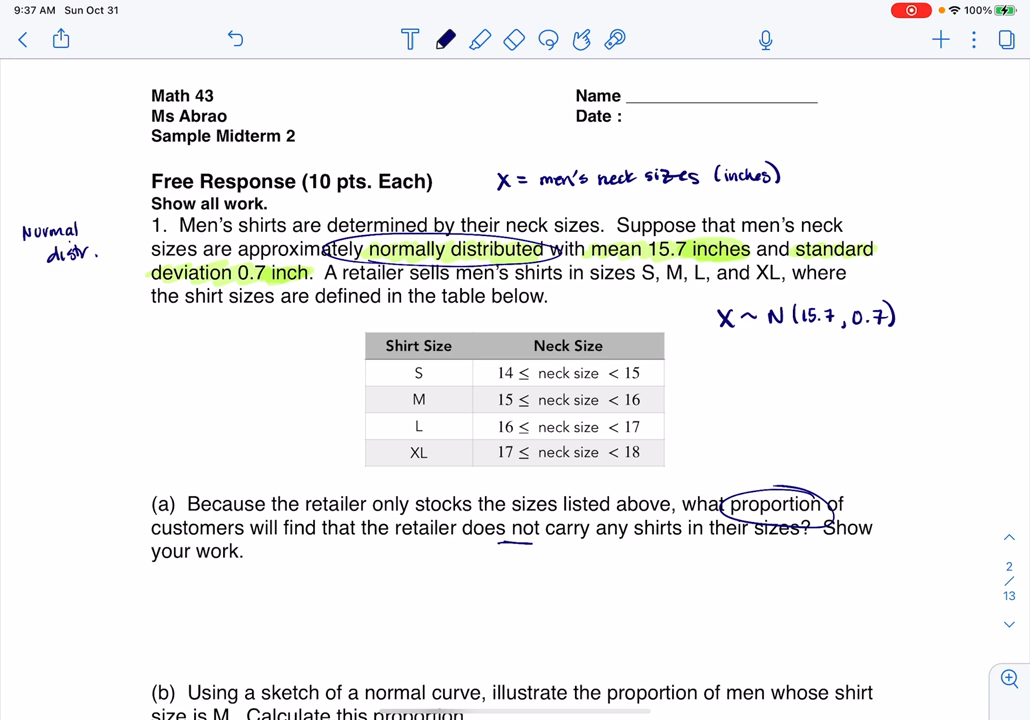 9:37 AM Sun Oct 31
100%
Math 43
Name
Ms Abrao
Date :
Sample Midterm 2
Free Response (10 pts. Each)
X = men's neck sizes (inches)
Show all work.
1. Men's shirts are determined by their neck sizes. Suppose that men's neck
Normal
distr.
sizes are approximately normally distributed with mean 15.7 inches and standard
deviation 0.7 inch. A retailer sells men's shirts in sizes S, M, L, and XL, where
the shirt sizes are defined in the table below.
X ~ N (15.7, 0.7)
Shirt Size Neck Size
S 14 ≤ neck size < 15
M 15 ≤ neck size < 16
L 16 ≤ neck size < 17
XL 17 ≤ neck size < 18
(a) Because the retailer only stocks the sizes listed above, what proportion of
customers will find that the retailer does not carry any shirts in their sizes? Show
your work.
2
/
13
(b) Using a sketch of a normal curve, illustrate the proportion of men whose shirt
size is M. Calculate this proportion.